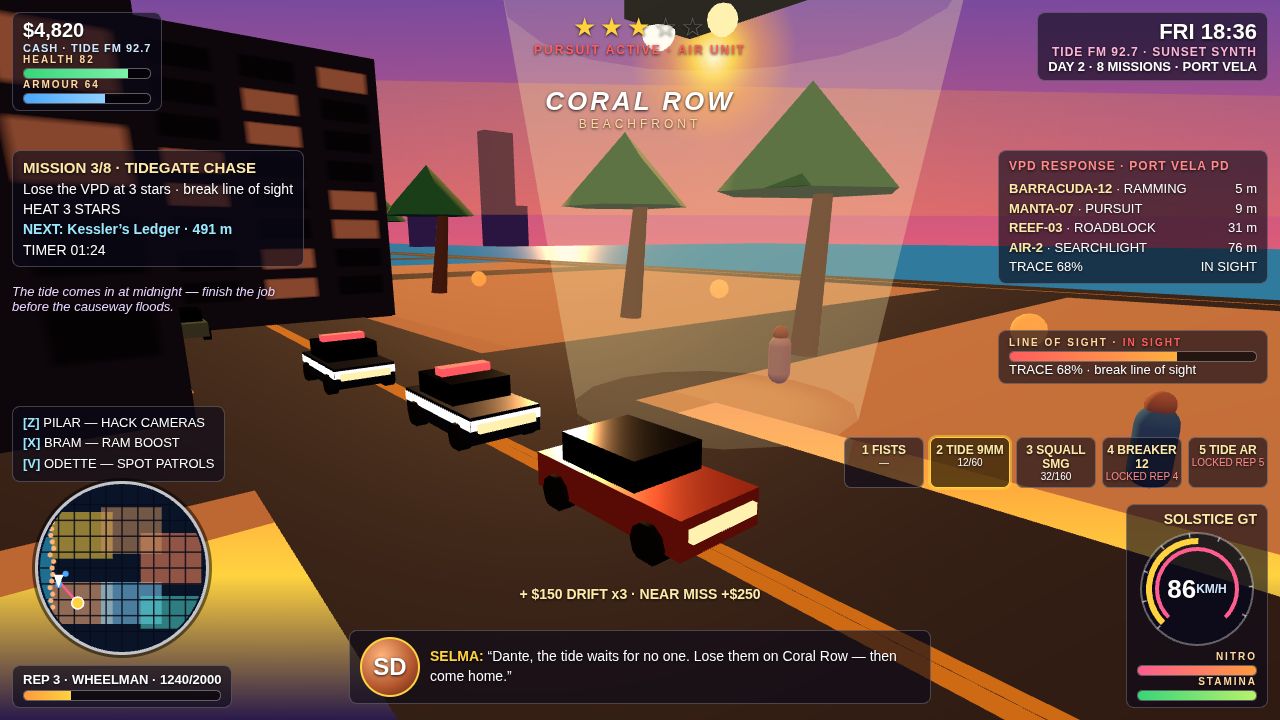 $4,820
CASH · TIDE FM 92.7
HEALTH 82
ARMOUR 64
★★★☆☆
PURSUIT ACTIVE · AIR UNIT
CORAL ROW
BEACHFRONT
FRI 18:36
TIDE FM 92.7 · SUNSET SYNTH
DAY 2 · 8 MISSIONS · PORT VELA
MISSION 3/8 · TIDEGATE CHASE
Lose the VPD at 3 stars · break line of sight
HEAT 3 STARS
NEXT: Kessler’s Ledger · 491 m
TIMER 01:24
The tide comes in at midnight — finish the job
before the causeway floods.
VPD RESPONSE · PORT VELA PD
BARRACUDA-12 · RAMMING 5 m
MANTA-07 · PURSUIT 9 m
REEF-03 · ROADBLOCK 31 m
AIR-2 · SEARCHLIGHT 76 m
TRACE 68% IN SIGHT
LINE OF SIGHT · IN SIGHT
TRACE 68% · break line of sight
[Z] PILAR — HACK CAMERAS
[X] BRAM — RAM BOOST
[V] ODETTE — SPOT PATROLS
1 FISTS
—
2 TIDE 9MM
12/60
3 SQUALL
SMG
32/160
4 BREAKER
12
LOCKED REP 4
5 TIDE AR
LOCKED REP 5
SOLSTICE GT
86 KM/H
NITRO
STAMINA
+ $150 DRIFT x3 · NEAR MISS +$250
SD
SELMA: “Dante, the tide waits for no one. Lose them on Coral Row — then
come home.”
REP 3 · WHEELMAN · 1240/2000